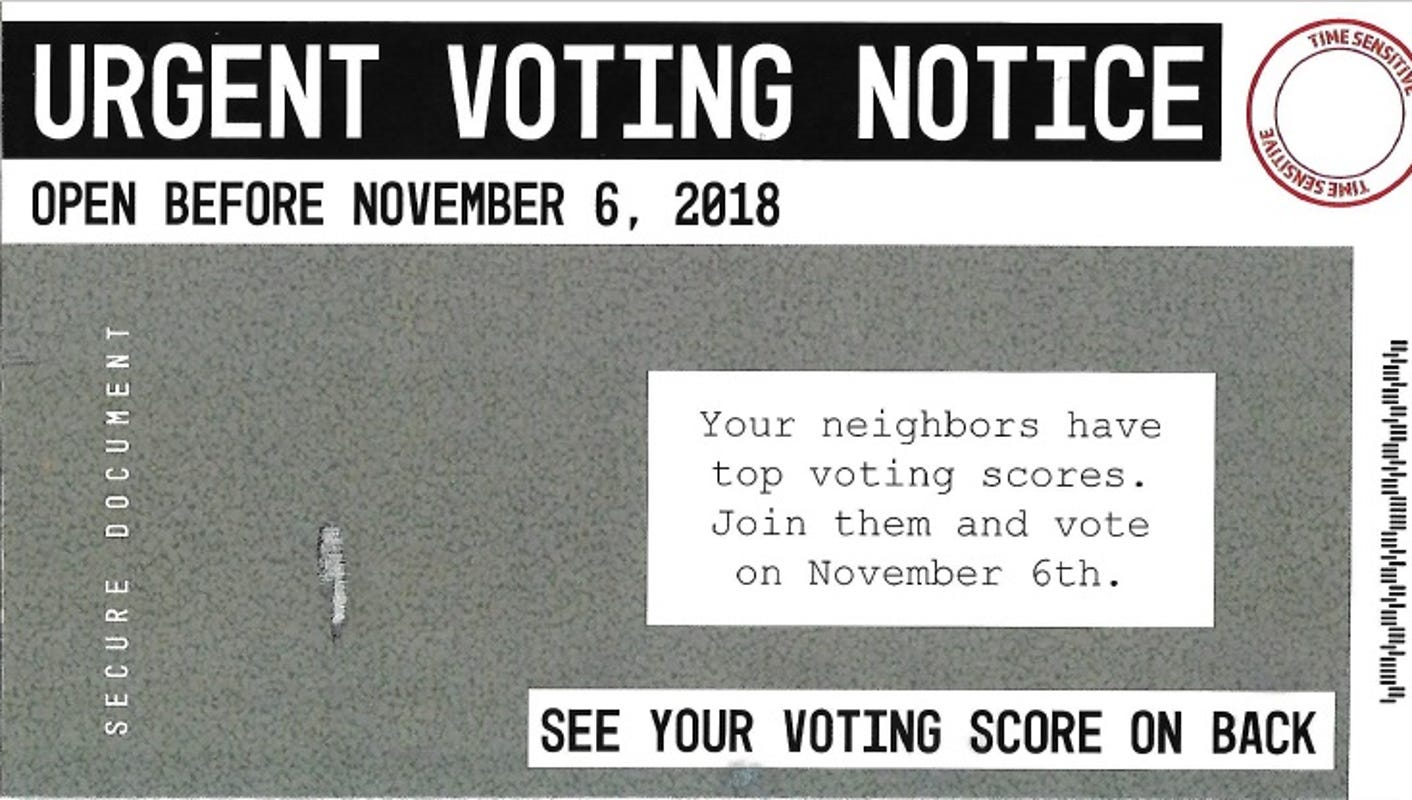 URGENT VOTING NOTICE
TIME SENSITIVE
TIME SENSITIVE
OPEN BEFORE NOVEMBER 6, 2018
SECURE DOCUMENT
Your neighbors have
top voting scores.
Join them and vote
on November 6th.
SEE YOUR VOTING SCORE ON BACK